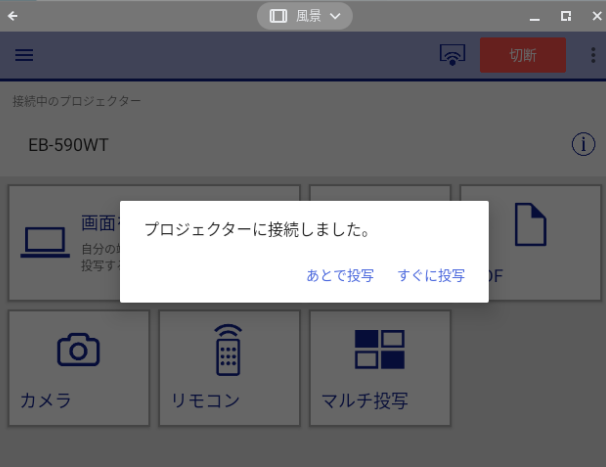 風景
切断
接続中のプロジェクター
EB-590WT
画面
自分の
投写す
プロジェクターに接続しました。
あとで投写
すぐに投写
DF
カメラ
リモコン
マルチ投写